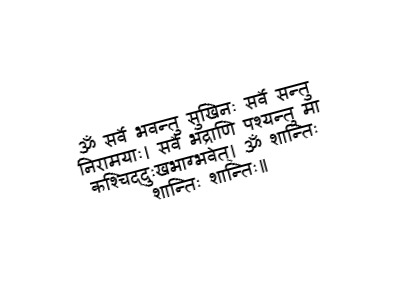 ॐ सर्वे भवन्तु सुखिनः सर्वे सन्तु
निरामयाः। सर्वे भद्राणि पश्यन्तु मा
कश्चिद्दुःखभाग्भवेत्। ॐ शान्तिः
शान्तिः शान्तिः॥